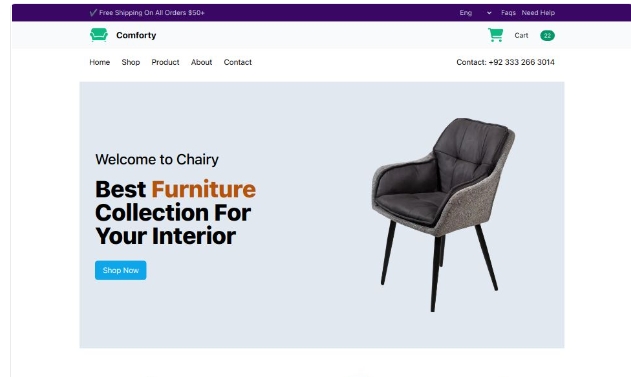 ✓ Free Shipping On All Orders $50+
Eng Faqs Need Help
Comforty
Cart 22
Home Shop Product About Contact
Contact: +92 333 266 3014
Welcome to Chairy
Best Furniture
Collection For
Your Interior
Shop Now